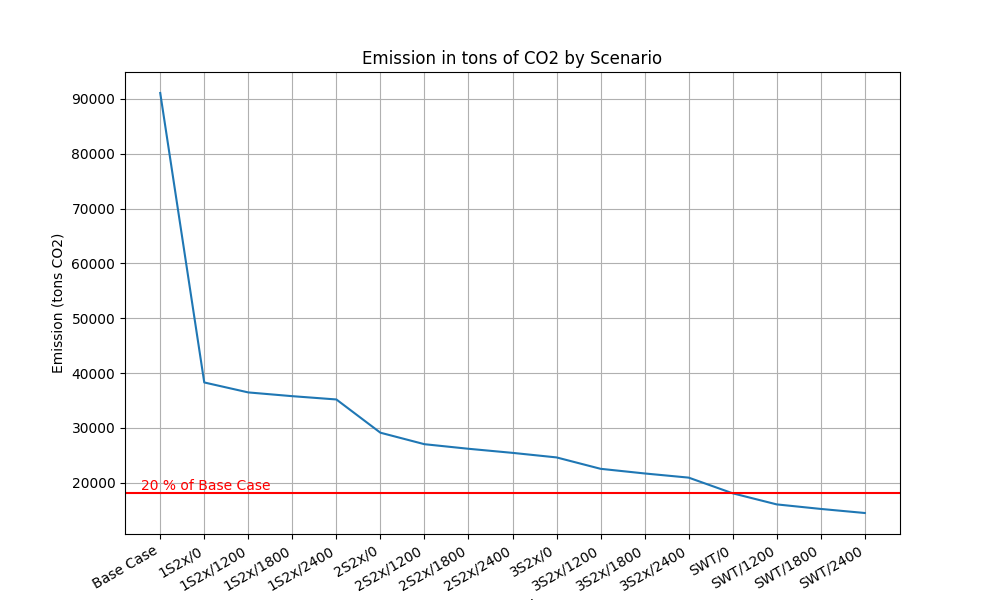 Emission in tons of CO2 by Scenario
Emission (tons CO2)
90000
80000
70000
60000
50000
40000
30000
20000
20 % of Base Case
Base Case
1S2x/0
1S2x/1200
1S2x/1800
1S2x/2400
2S2x/0
2S2x/1200
2S2x/1800
2S2x/2400
3S2x/0
3S2x/1200
3S2x/1800
3S2x/2400
SWT/0
SWT/1200
SWT/1800
SWT/2400